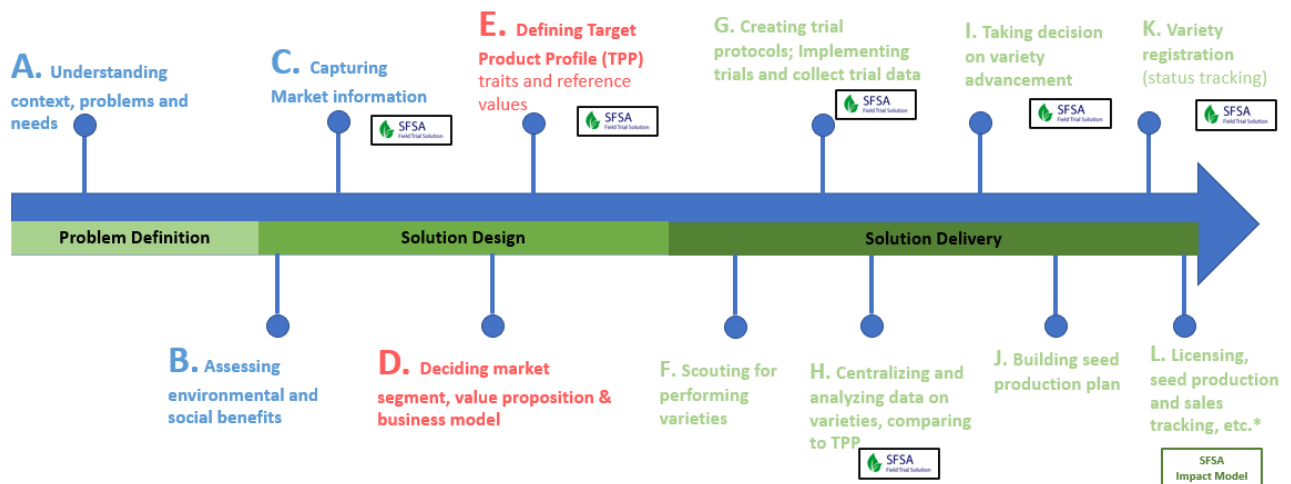 A. Understanding
context, problems and
needs
C. Capturing
Market information
SFSA
Field Trial Solution
E. Defining Target
Product Profile (TPP)
traits and reference
values
SFSA
Field Trial Solution
G. Creating trial
protocols; Implementing
trials and collect trial data
SFSA
Field Trial Solution
I. Taking decision
on variety
advancement
SFSA
Field Trial Solution
K. Variety
registration
(status tracking)
SFSA
Field Trial Solution
Problem Definition
Solution Design
Solution Delivery
B. Assessing
environmental and
social benefits
D. Deciding market
segment, value proposition &
business model
F. Scouting for
performing
varieties
H. Centralizing and
analyzing data on
varieties, comparing
to TPP
SFSA
Field Trial Solution
J. Building seed
production plan
L. Licensing,
seed production
and sales
tracking, etc.*
SFSA
Impact Model